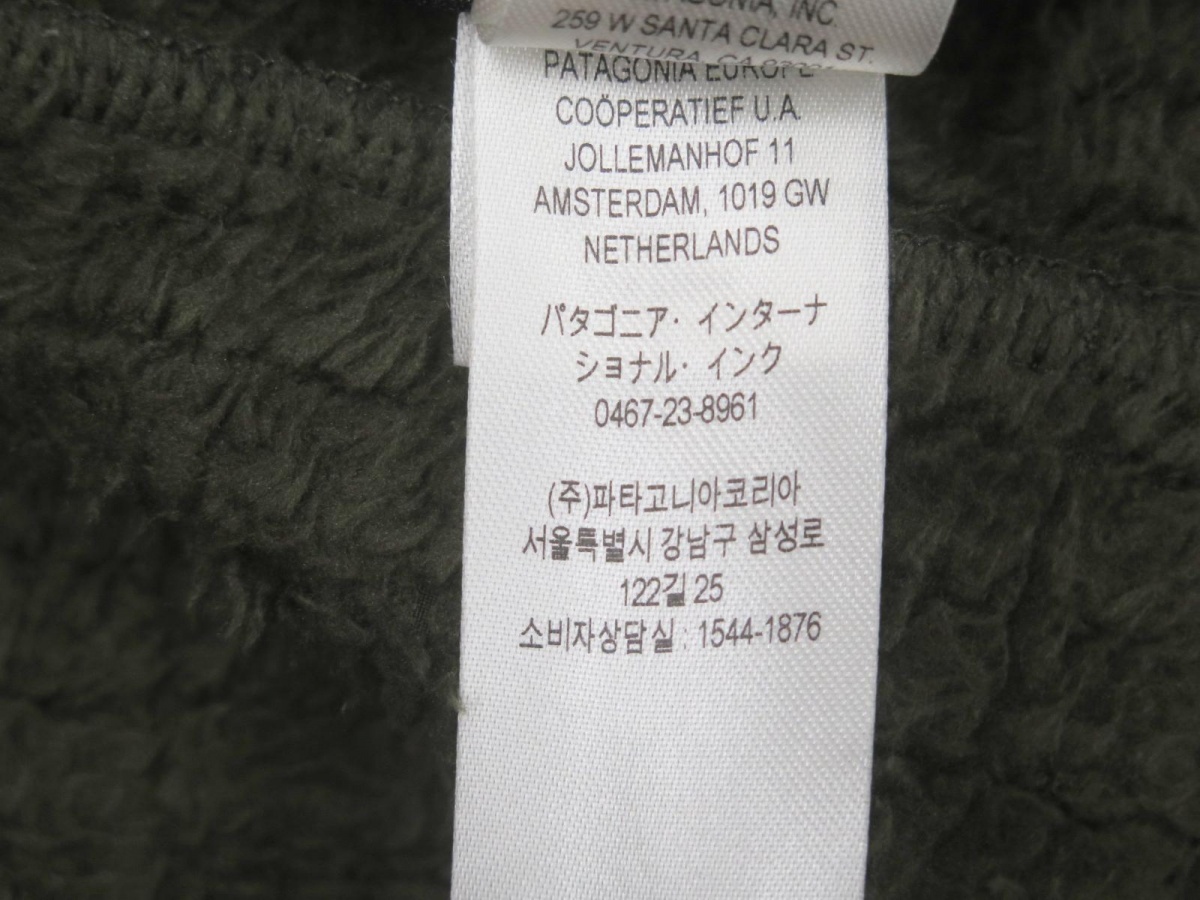 INC.
259 W SANTA CLARA ST.
VENTURA, CA
PATAGONIA EUROPE
COÖPERATIEF U.A.
JOLLEMANHOF 11
AMSTERDAM, 1019 GW
NETHERLANDS
パタゴニア・インターナ
ショナル・インク
0467-23-8961
(주)파타고니아코리아
서울특별시 강남구 삼성로
122길 25
소비자상담실 : 1544-1876